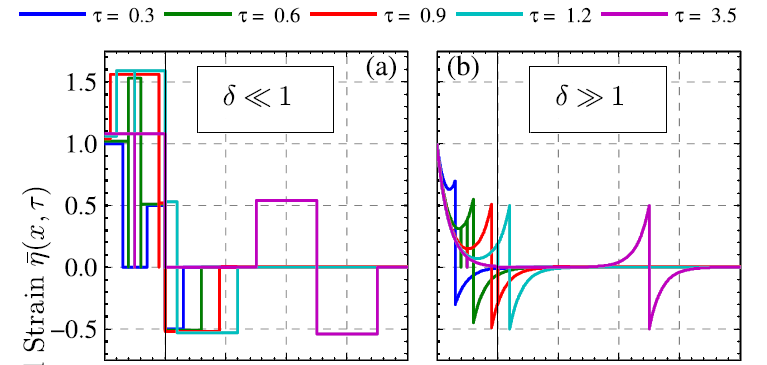 τ = 0.3 τ = 0.6 τ = 0.9 τ = 1.2 τ = 3.5
(a) (b)
δ ≪ 1 δ ≫ 1
1.5
1.0
0.5
0.0
−0.5
Strain η̄(x, τ)